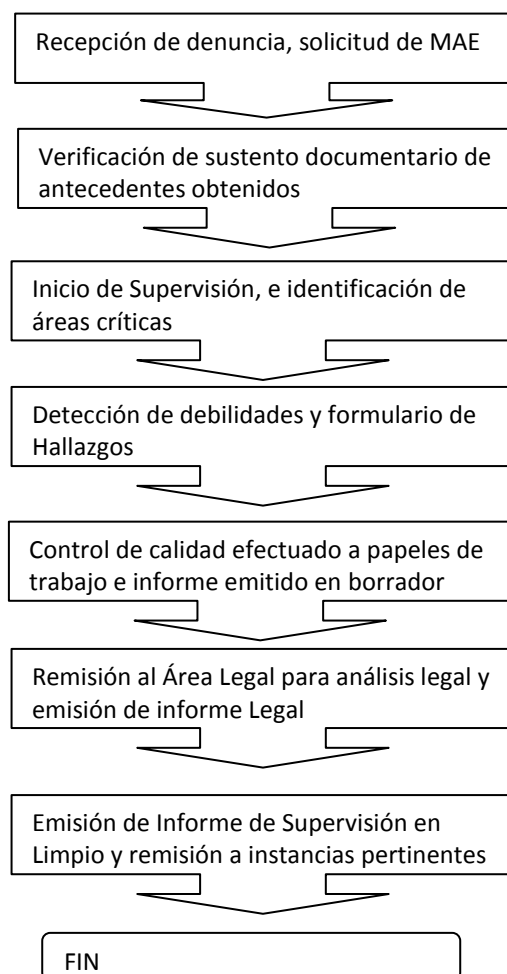 Recepción de denuncia, solicitud de MAE
Verificación de sustento documentario de
antecedentes obtenidos
Inicio de Supervisión, e identificación de
áreas críticas
Detección de debilidades y formulario de
Hallazgos
Control de calidad efectuado a papeles de
trabajo e informe emitido en borrador
Remisión al Área Legal para análisis legal y
emisión de informe Legal
Emisión de Informe de Supervisión en
Limpio y remisión a instancias pertinentes
FIN